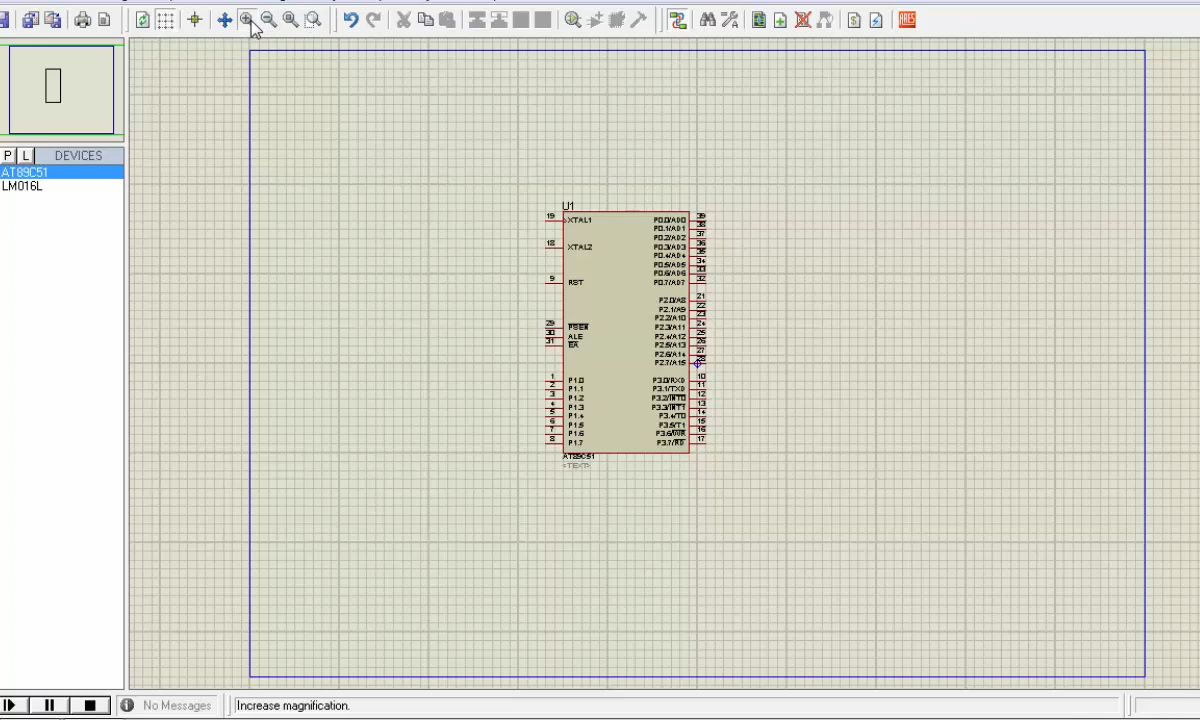 ARES
P L DEVICES
AT89C51
LM016L
U1
19 XTAL1
18 XTAL2
9 RST
29 PSEN
30 ALE
31 EA
1 P1.0
2 P1.1
3 P1.2
4 P1.3
5 P1.4
6 P1.5
7 P1.6
8 P1.7
P0.0/AD0 39
P0.1/AD1 38
P0.2/AD2 37
P0.3/AD3 36
P0.4/AD4 35
P0.5/AD5 34
P0.6/AD6 33
P0.7/AD7 32
P2.0/A8 21
P2.1/A9 22
P2.2/A10 23
P2.3/A11 24
P2.4/A12 25
P2.5/A13 26
P2.6/A14 27
P2.7/A15 28
P3.0/RXD 10
P3.1/TXD 11
P3.2/INT0 12
P3.3/INT1 13
P3.4/T0 14
P3.5/T1 15
P3.6/WR 16
P3.7/RD 17
AT89C51
<TEXT>
No Messages
Increase magnification.